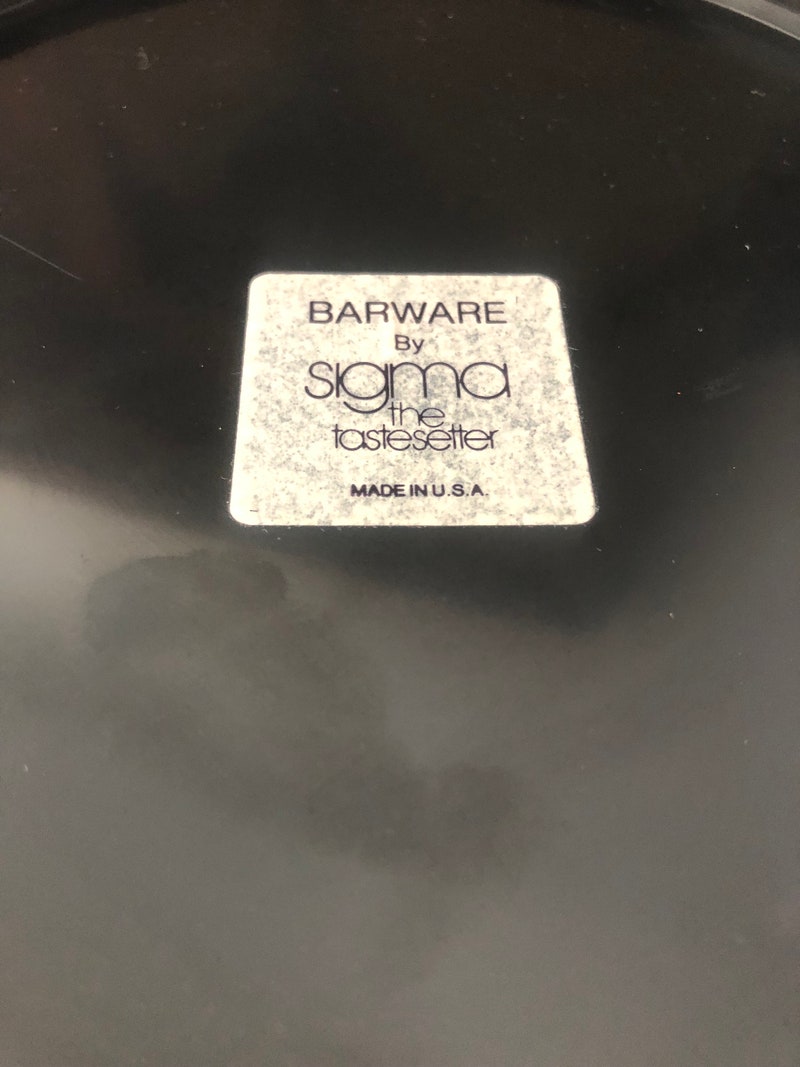 BARWARE
By
sigma
the
tastesetter
MADE IN U.S.A.